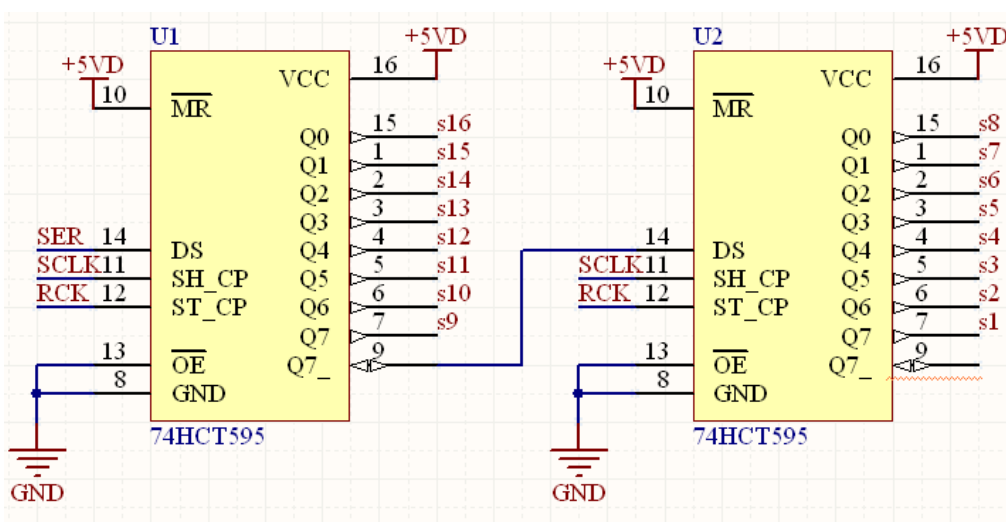 U1
+5VD
+5VD
10
MR
VCC
16
Q0
15
s16
Q1
1
s15
Q2
2
s14
Q3
3
s13
SER
14
DS
Q4
4
s12
SCLK
11
SH_CP
Q5
5
s11
RCK
12
ST_CP
Q6
6
s10
Q7
7
s9
13
OE
Q7_
9
8
GND
74HCT595
GND
U2
+5VD
+5VD
10
MR
VCC
16
Q0
15
s8
Q1
1
s7
Q2
2
s6
Q3
3
s5
14
DS
Q4
4
s4
SCLK
11
SH_CP
Q5
5
s3
RCK
12
ST_CP
Q6
6
s2
Q7
7
s1
13
OE
Q7_
9
8
GND
74HCT595
GND